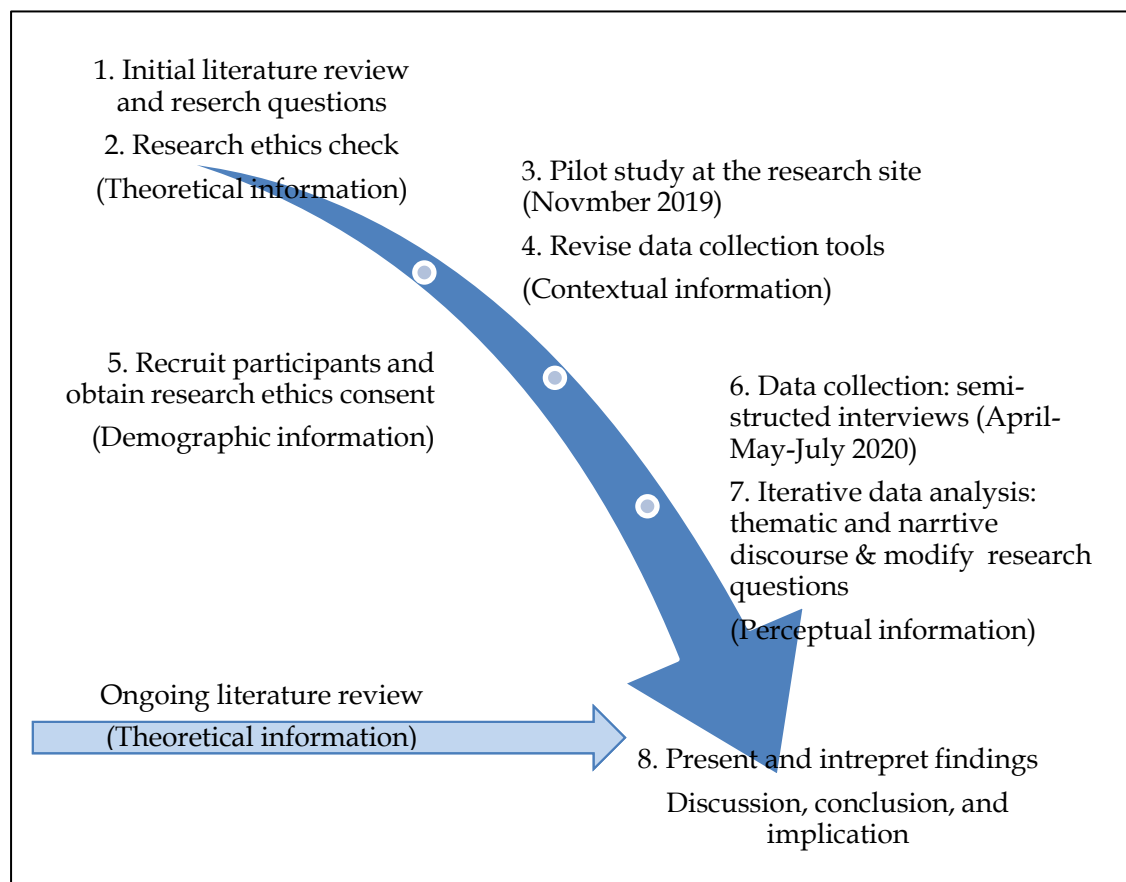 1. Initial literature review
and reserch questions
2. Research ethics check
(Theoretical information)
3. Pilot study at the research site
(Novmber 2019)
4. Revise data collection tools
(Contextual information)
5. Recruit participants and
obtain research ethics consent
(Demographic information)
6. Data collection: semi-
structed interviews (April-
May-July 2020)
7. Iterative data analysis:
thematic and narrtive
discourse & modify research
questions
(Perceptual information)
Ongoing literature review
(Theoretical information)
8. Present and intrepret findings
Discussion, conclusion, and
implication